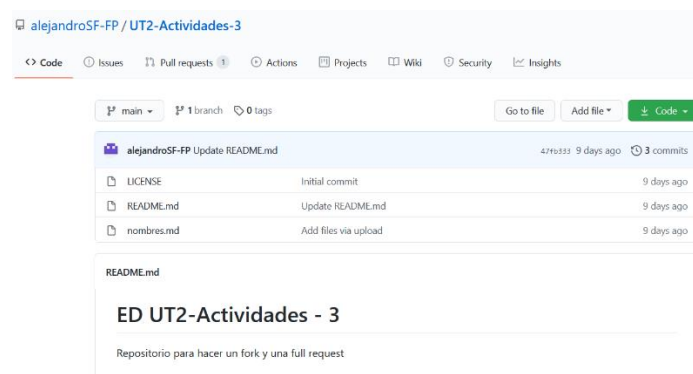 alejandroSF-FP / UT2-Actividades-3
<> Code Issues Pull requests 1 Actions Projects Wiki Security Insights
main 1 branch 0 tags Go to file Add file Code
alejandroSF-FP Update README.md 47fb333 9 days ago 3 commits
LICENSE Initial commit 9 days ago
README.md Update README.md 9 days ago
nombres.md Add files via upload 9 days ago
README.md
ED UT2-Actividades - 3
Repositorio para hacer un fork y una full request